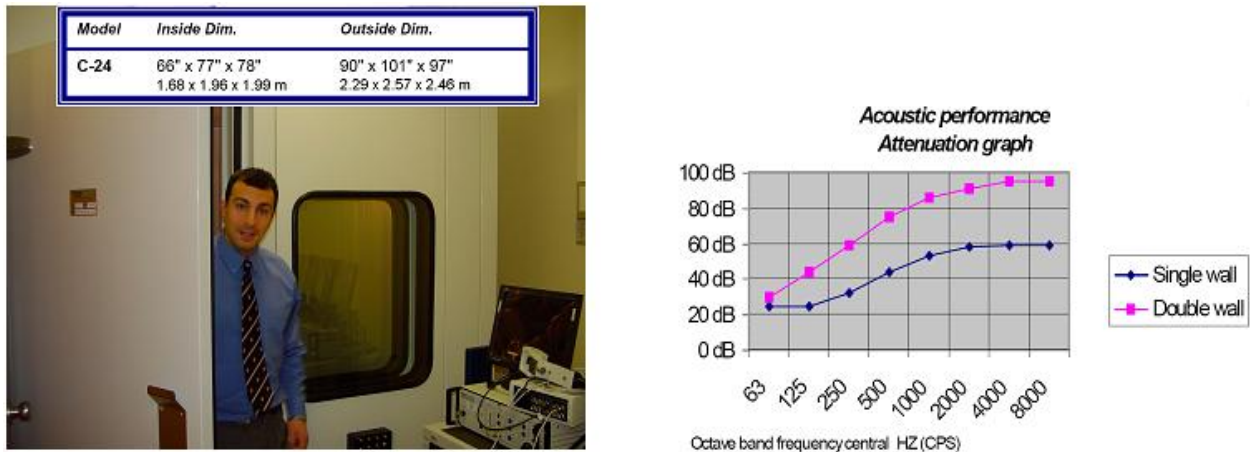 Model Inside Dim. Outside Dim.
C-24 66" x 77" x 78" 90" x 101" x 97"
1.68 x 1.96 x 1.99 m 2.29 x 2.57 x 2.46 m
Acoustic performance
Attenuation graph
100 dB
80 dB
60 dB
40 dB
20 dB
0 dB
63 125 250 500 1000 2000 4000 8000
Octave band frequency central HZ (CPS)
Single wall
Double wall